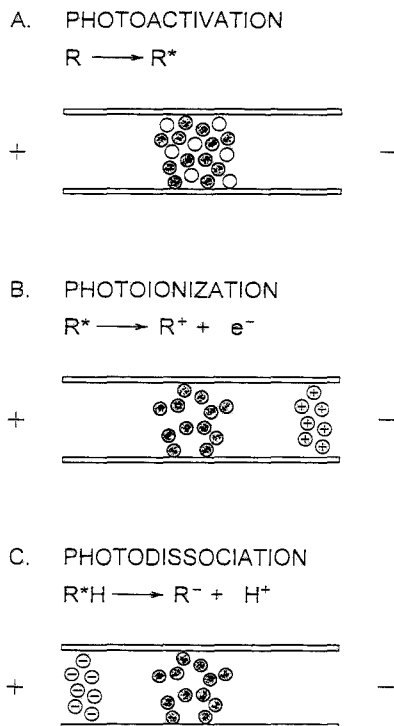 A. PHOTOACTIVATION
R ⟶ R*
+ −
B. PHOTOIONIZATION
R* ⟶ R⁺ + e⁻
+ −
C. PHOTODISSOCIATION
R*H ⟶ R⁻ + H⁺
+ −